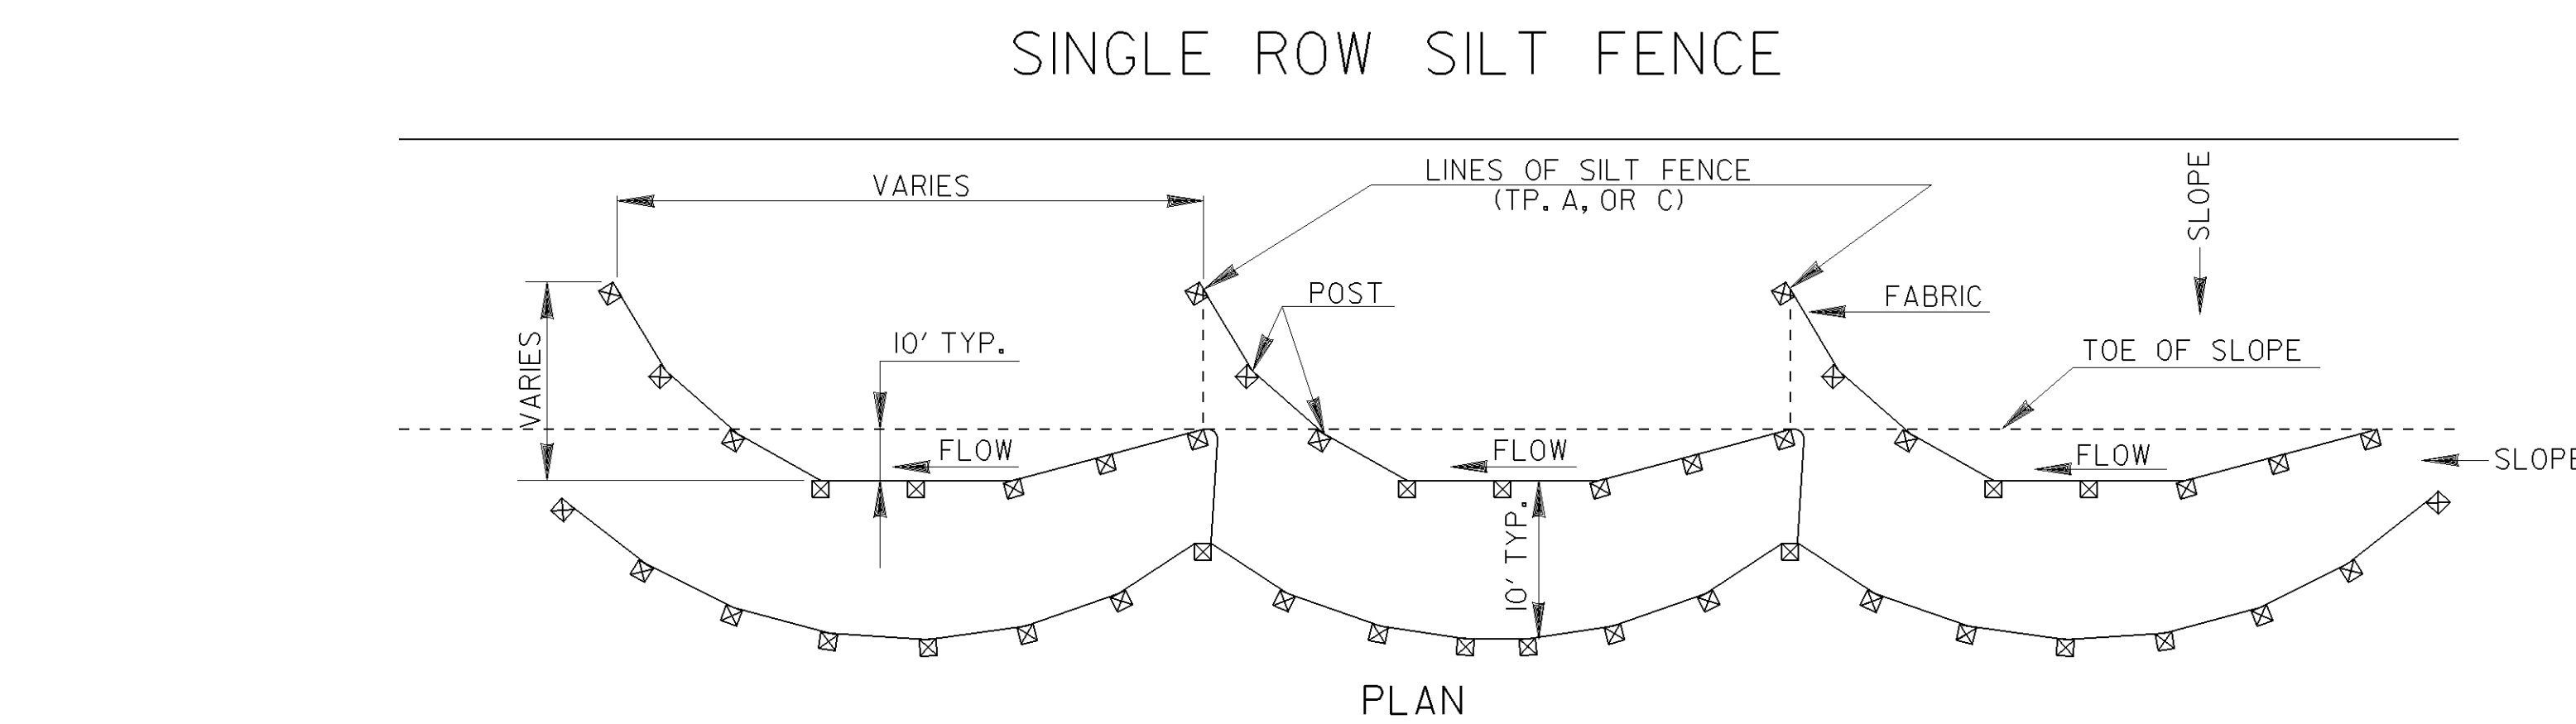 SINGLE ROW SILT FENCE
VARIES
LINES OF SILT FENCE
(TP. A, OR C)
SLOPE
POST
FABRIC
VARIES
10' TYP.
TOE OF SLOPE
FLOW
FLOW
FLOW
SLOPE
10' TYP.
PLAN